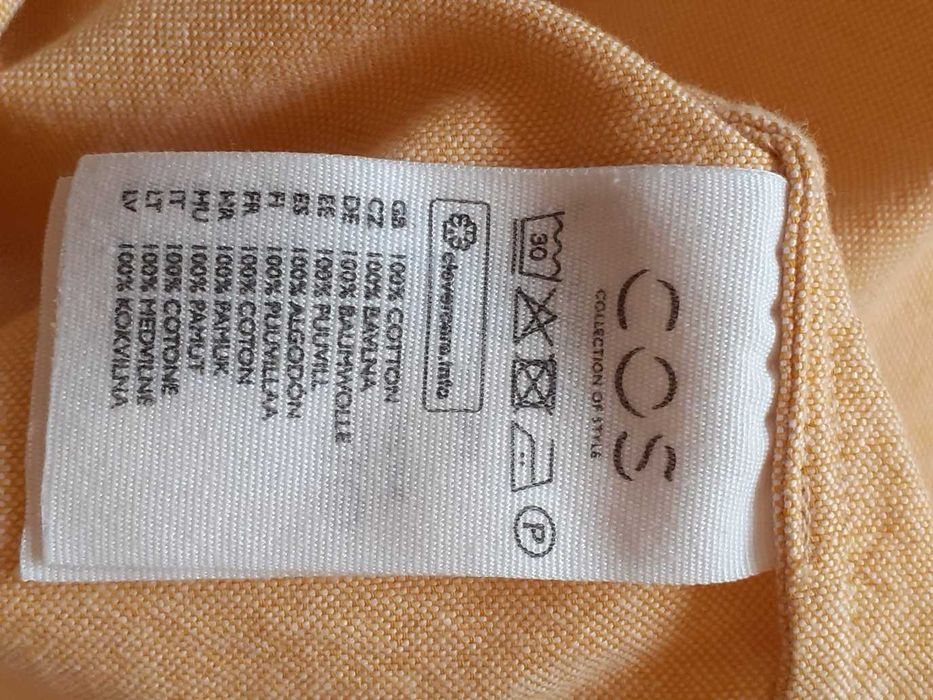 COS
COLLECTION OF STYLE
30
P
clevercare.info
GB 100% COTTON
CZ 100% BAVLNA
DE 100% BAUMWOLLE
EE 100% PUUVILL
ES 100% ALGODÓN
FI 100% PUUVILLAA
FR 100% COTON
HR 100% PAMUK
HU 100% PAMUT
IT 100% COTONE
LT 100% MEDVILNĖ
LV 100% KOKVILNA